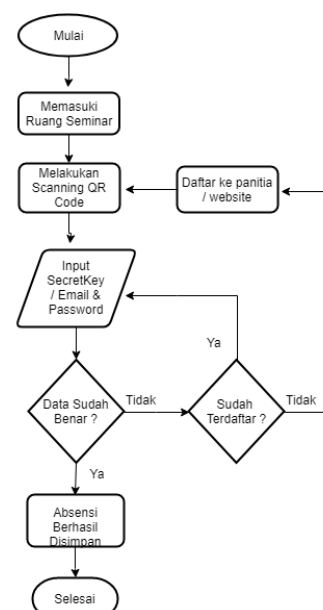 Mulai
Memasuki
Ruang Seminar
Melakukan
Scanning QR
Code
Daftar ke panitia
/ website
Input
SecretKey
/ Email &
Password
Ya
Data Sudah
Benar ?
Tidak
Sudah
Terdaftar ?
Tidak
Ya
Absensi
Berhasil
Disimpan
Selesai